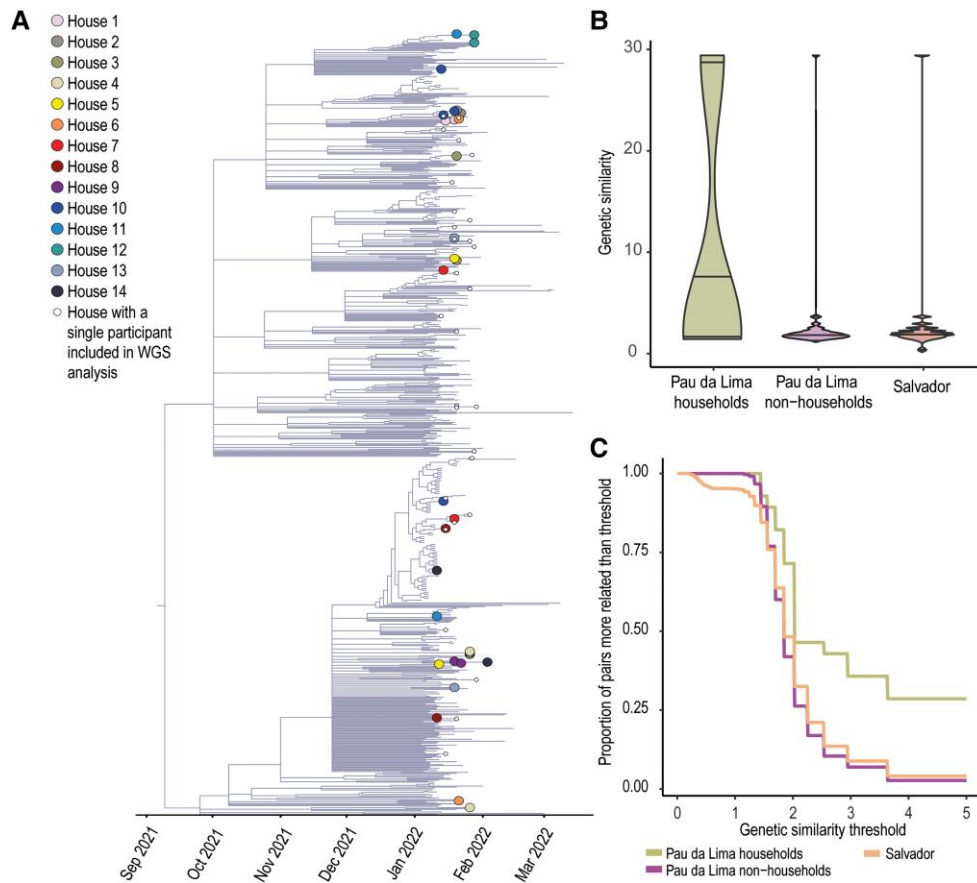 A
House 1
House 2
House 3
House 4
House 5
House 6
House 7
House 8
House 9
House 10
House 11
House 12
House 13
House 14
House with a
single participant
included in WGS
analysis
Sep 2021
Oct 2021
Nov 2021
Dec 2021
Jan 2022
Feb 2022
Mar 2022
B
Genetic similarity
30
20
10
0
Pau da Lima
households
Pau da Lima
non-households
Salvador
C
Proportion of pairs more related than threshold
1.00
0.75
0.50
0.25
0.00
0
1
2
3
4
5
Genetic similarity threshold
Pau da Lima households
Salvador
Pau da Lima non-households